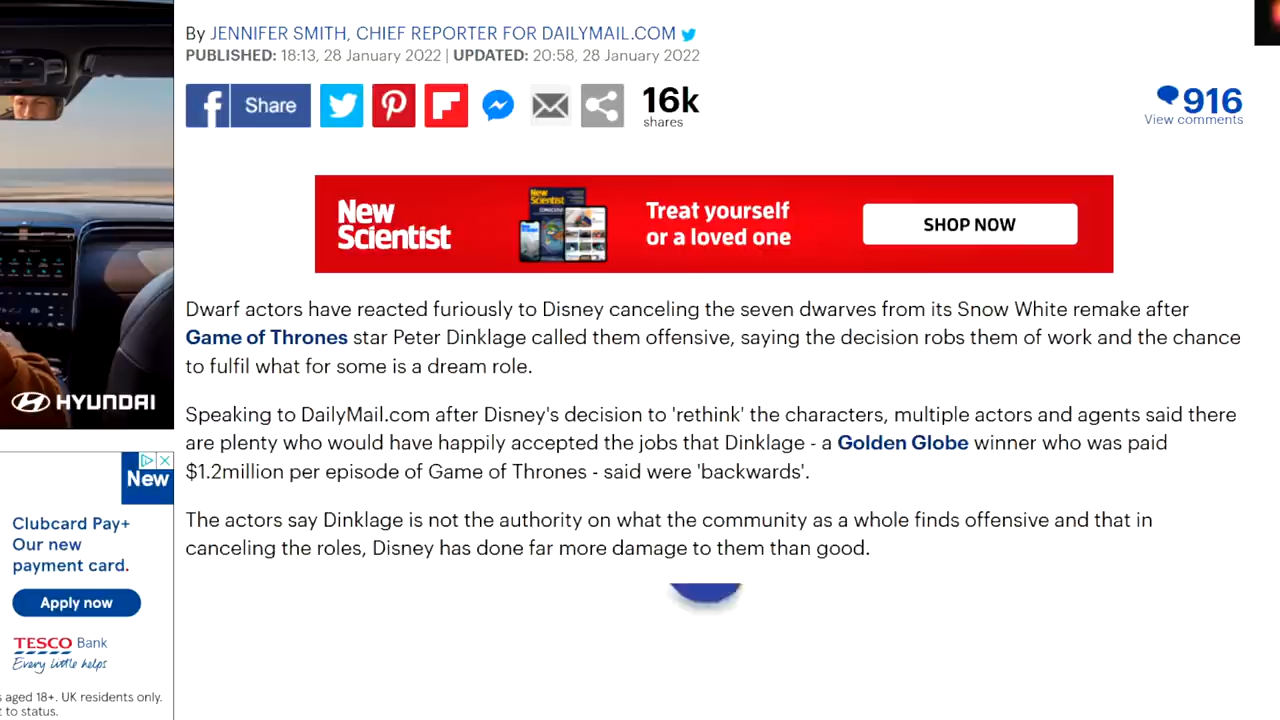 By JENNIFER SMITH, CHIEF REPORTER FOR DAILYMAIL.COM
PUBLISHED: 18:13, 28 January 2022 | UPDATED: 20:58, 28 January 2022
Share
16k
shares
916
View comments
New
Scientist
New
Scientist
Treat yourself
or a loved one
SHOP NOW
Dwarf actors have reacted furiously to Disney canceling the seven dwarves from its Snow White remake after
Game of Thrones star Peter Dinklage called them offensive, saying the decision robs them of work and the chance
to fulfil what for some is a dream role.
HYUNDAI
Speaking to DailyMail.com after Disney's decision to 'rethink' the characters, multiple actors and agents said there
are plenty who would have happily accepted the jobs that Dinklage - a Golden Globe winner who was paid
$1.2million per episode of Game of Thrones - said were 'backwards'.
The actors say Dinklage is not the authority on what the community as a whole finds offensive and that in
canceling the roles, Disney has done far more damage to them than good.
New
Clubcard Pay+
Our new
payment card.
Apply now
TESCO Bank
Every little helps
s aged 18+. UK residents only.
t to status.